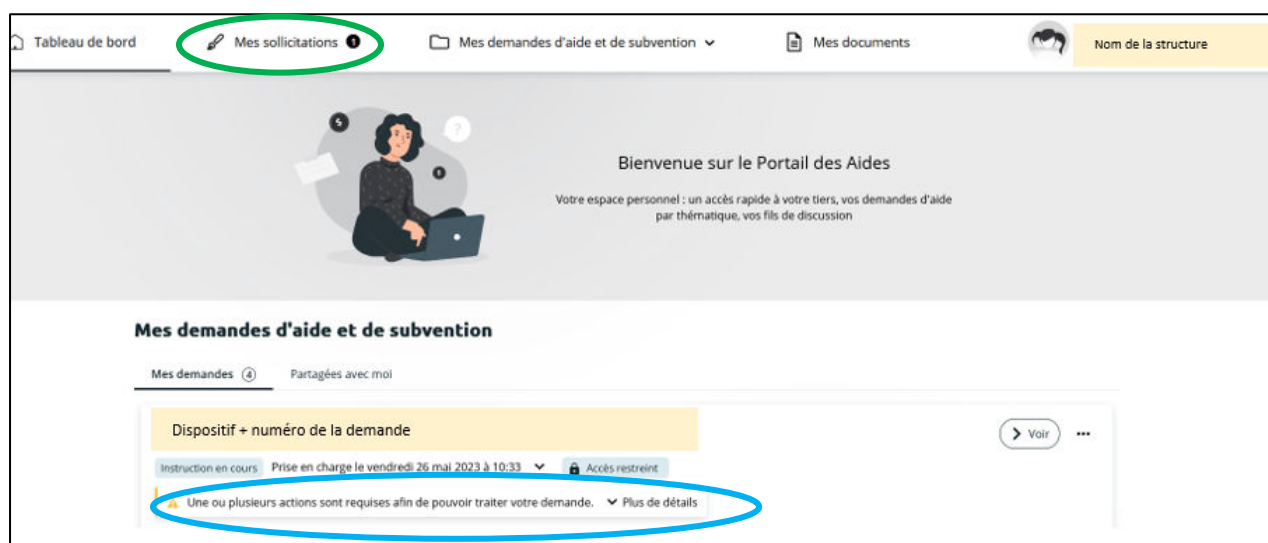 Tableau de bord
Mes sollicitations 1
Mes demandes d'aide et de subvention
Mes documents
Nom de la structure
$
?
Bienvenue sur le Portail des Aides
Votre espace personnel : un accès rapide à votre tiers, vos demandes d'aide
par thématique, vos fils de discussion
Mes demandes d'aide et de subvention
Mes demandes 4
Partagées avec moi
Dispositif + numéro de la demande
Voir
Instruction en cours Prise en charge le vendredi 26 mai 2023 à 10:33 Accès restreint
Une ou plusieurs actions sont requises afin de pouvoir traiter votre demande. Plus de détails